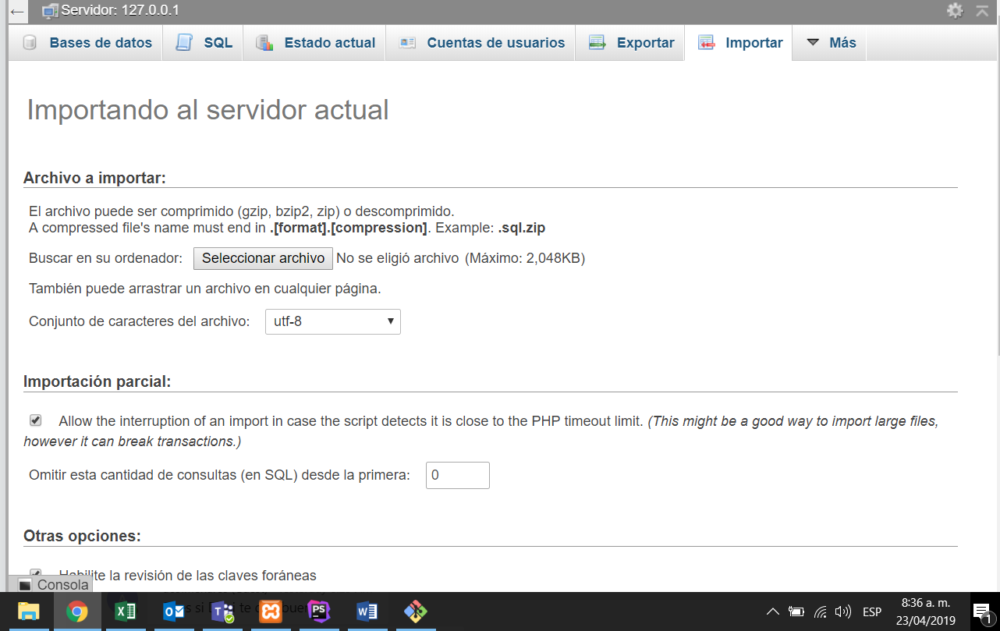 Servidor: 127.0.0.1
Bases de datos SQL Estado actual Cuentas de usuarios Exportar Importar Más
Importando al servidor actual
Archivo a importar:
El archivo puede ser comprimido (gzip, bzip2, zip) o descomprimido.
A compressed file's name must end in .[format].[compression]. Example: .sql.zip
Buscar en su ordenador: Seleccionar archivo No se eligió archivo (Máximo: 2,048KB)
También puede arrastrar un archivo en cualquier página.
Conjunto de caracteres del archivo: utf-8
Importación parcial:
Allow the interruption of an import in case the script detects it is close to the PHP timeout limit. (This might be a good way to import large files,
however it can break transactions.)
Omitir esta cantidad de consultas (en SQL) desde la primera: 0
Otras opciones:
Habilite la revisión de las claves foráneas
Consola
PS
ESP
8:36 a. m.
23/04/2019
1